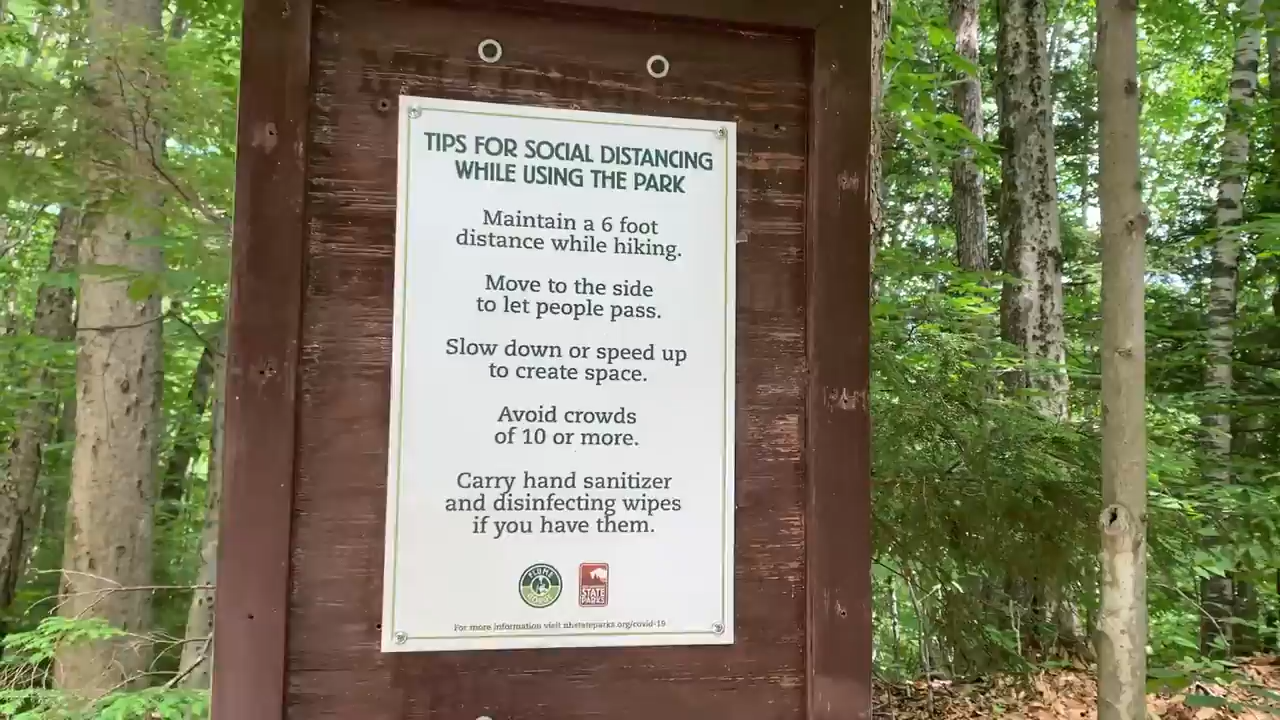 TIPS FOR SOCIAL DISTANCING
WHILE USING THE PARK
Maintain a 6 foot
distance while hiking.
Move to the side
to let people pass.
Slow down or speed up
to create space.
Avoid crowds
of 10 or more.
Carry hand sanitizer
and disinfecting wipes
if you have them.
FLUME
GORGE
STATE
PARKS
For more information visit nhstateparks.org/covid-19